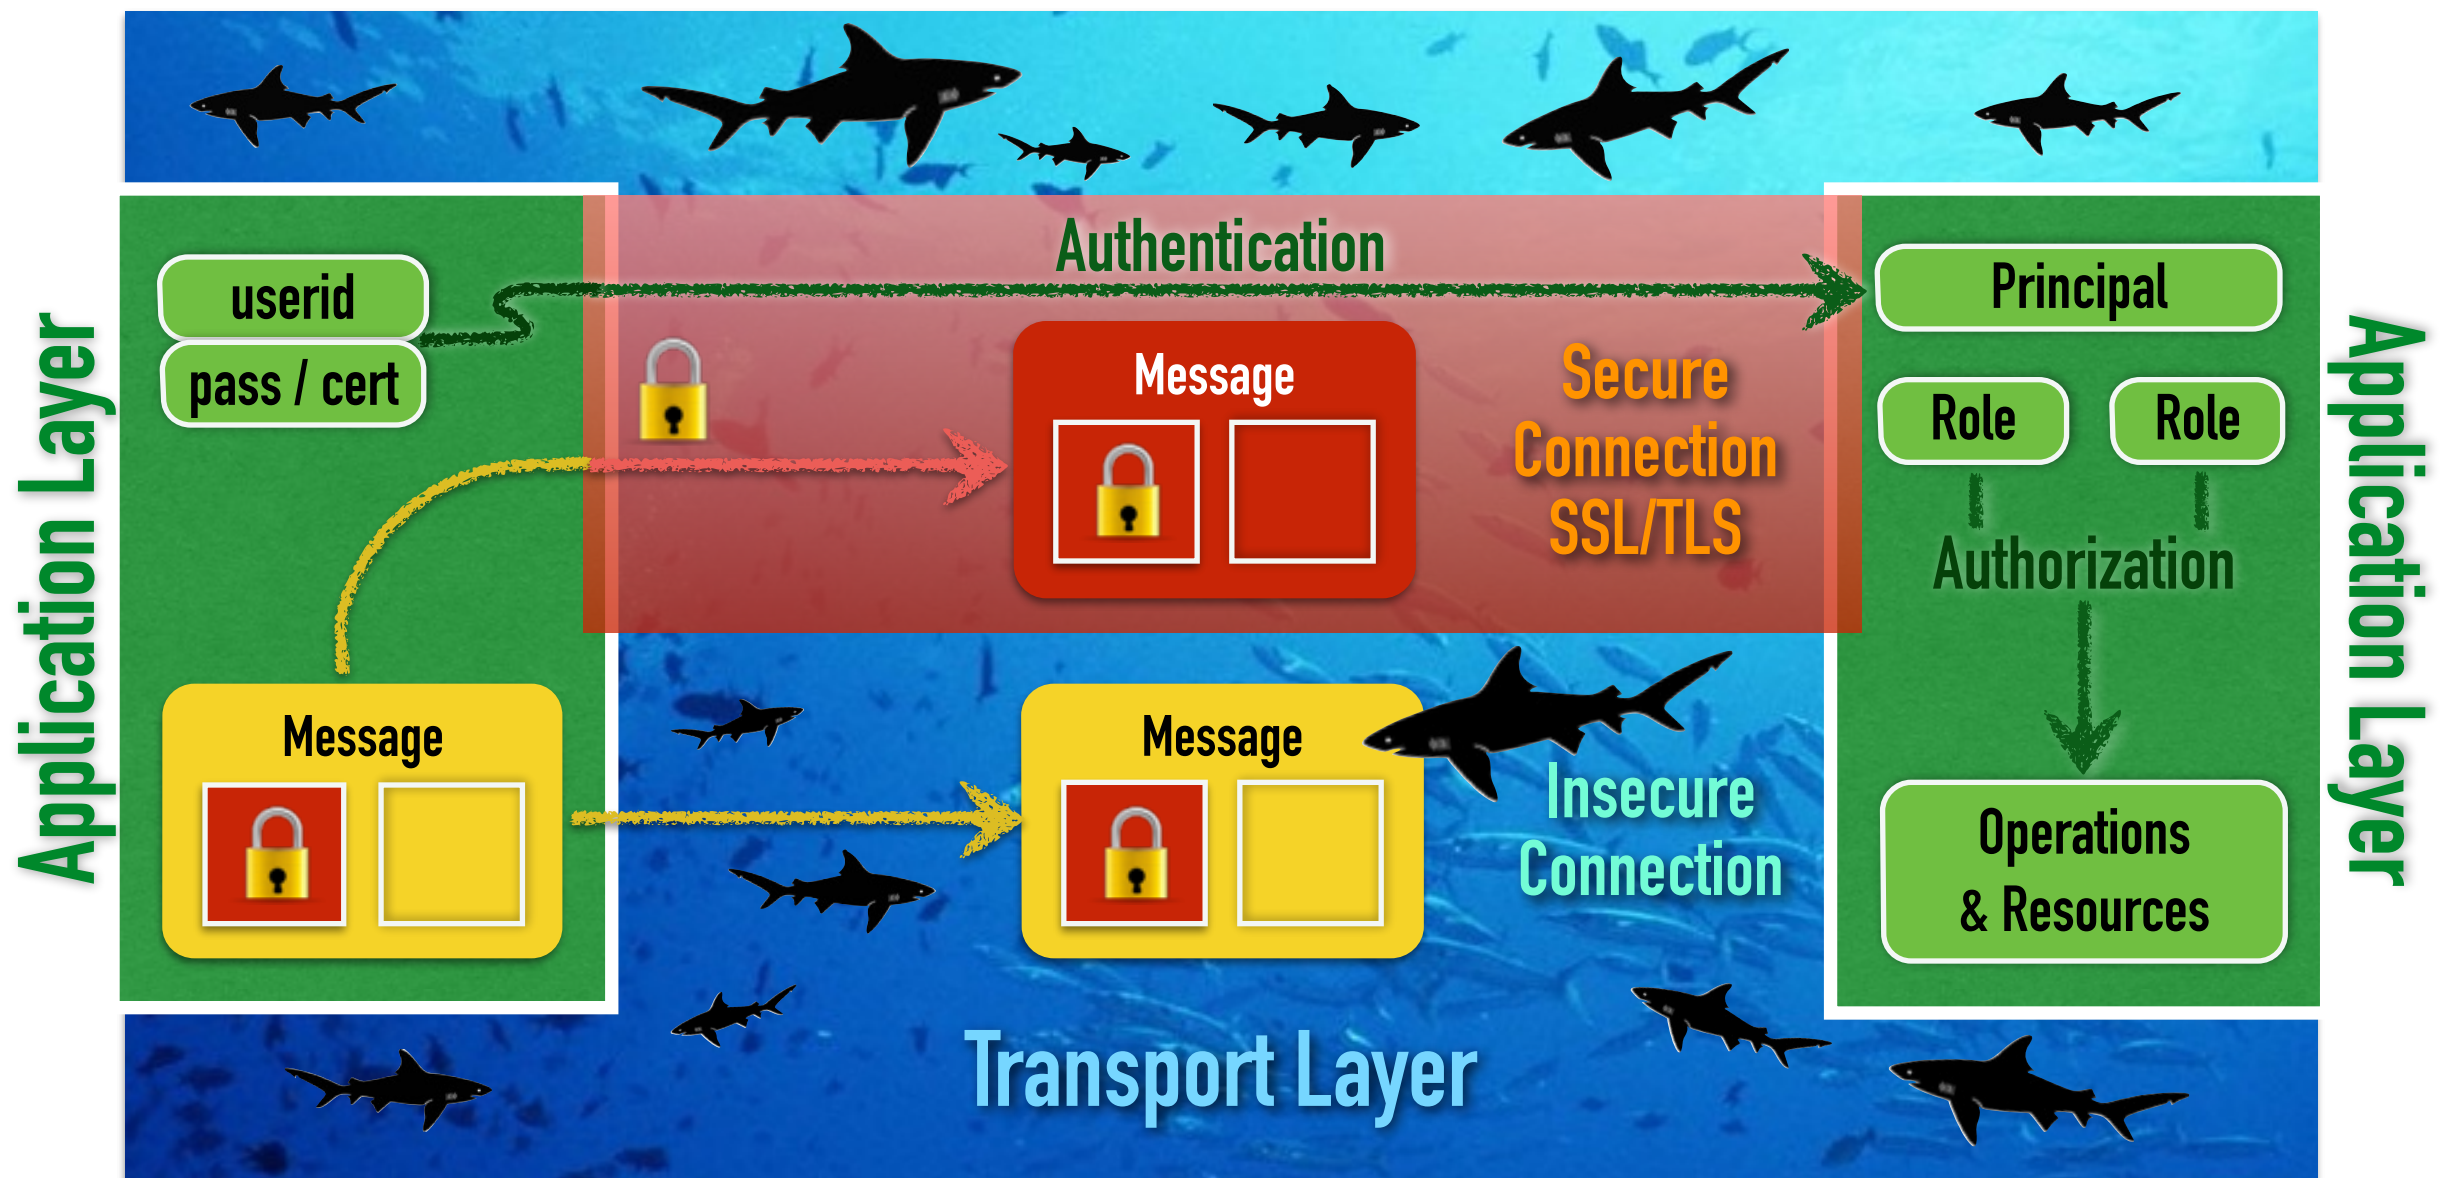 Application Layer
userid
pass / cert
Message
Authentication
Message
Secure
Connection
SSL/TLS
Message
Insecure
Connection
Transport Layer
Principal
Role
Role
Authorization
Operations
& Resources
Application Layer